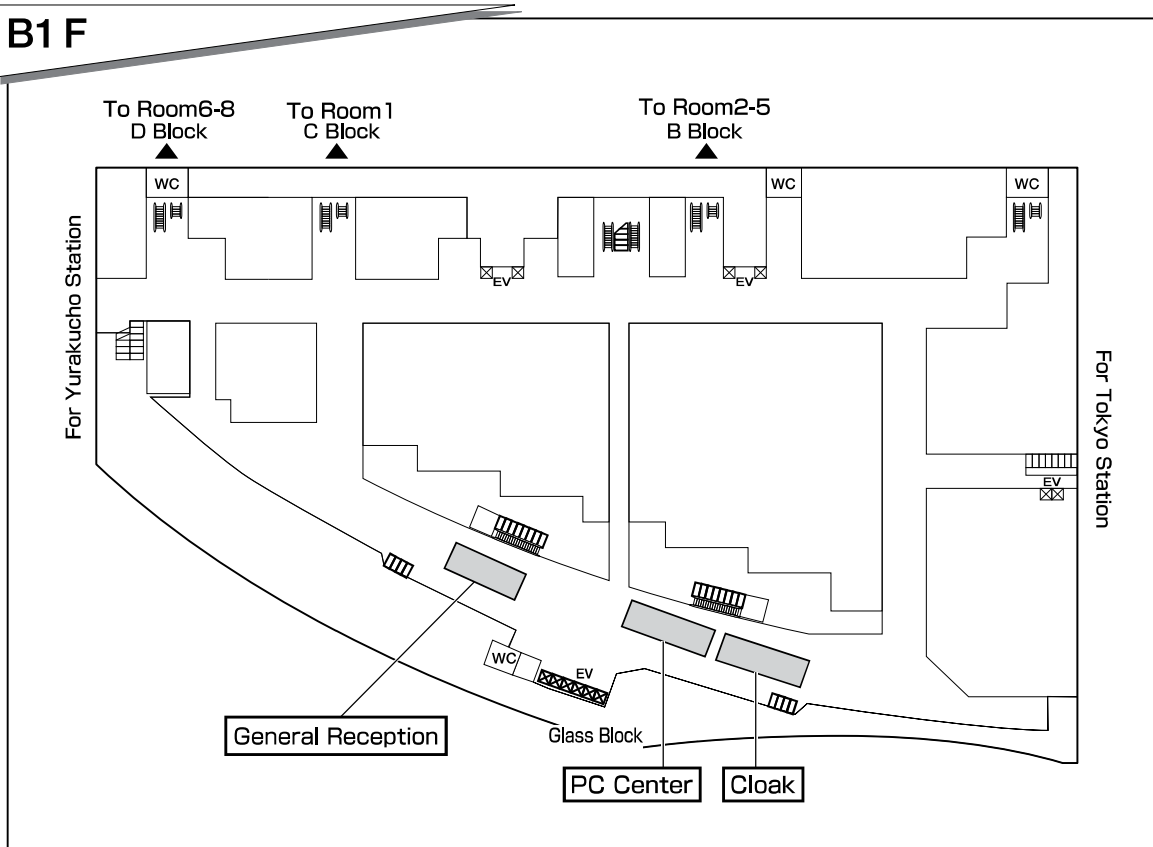 B1 F
To Room6-8
D Block
To Room1
C Block
To Room2-5
B Block
WC
WC
WC
For Yurakucho Station
EV
EV
For Tokyo Station
EV
WC
EV
General Reception
Glass Block
PC Center
Cloak